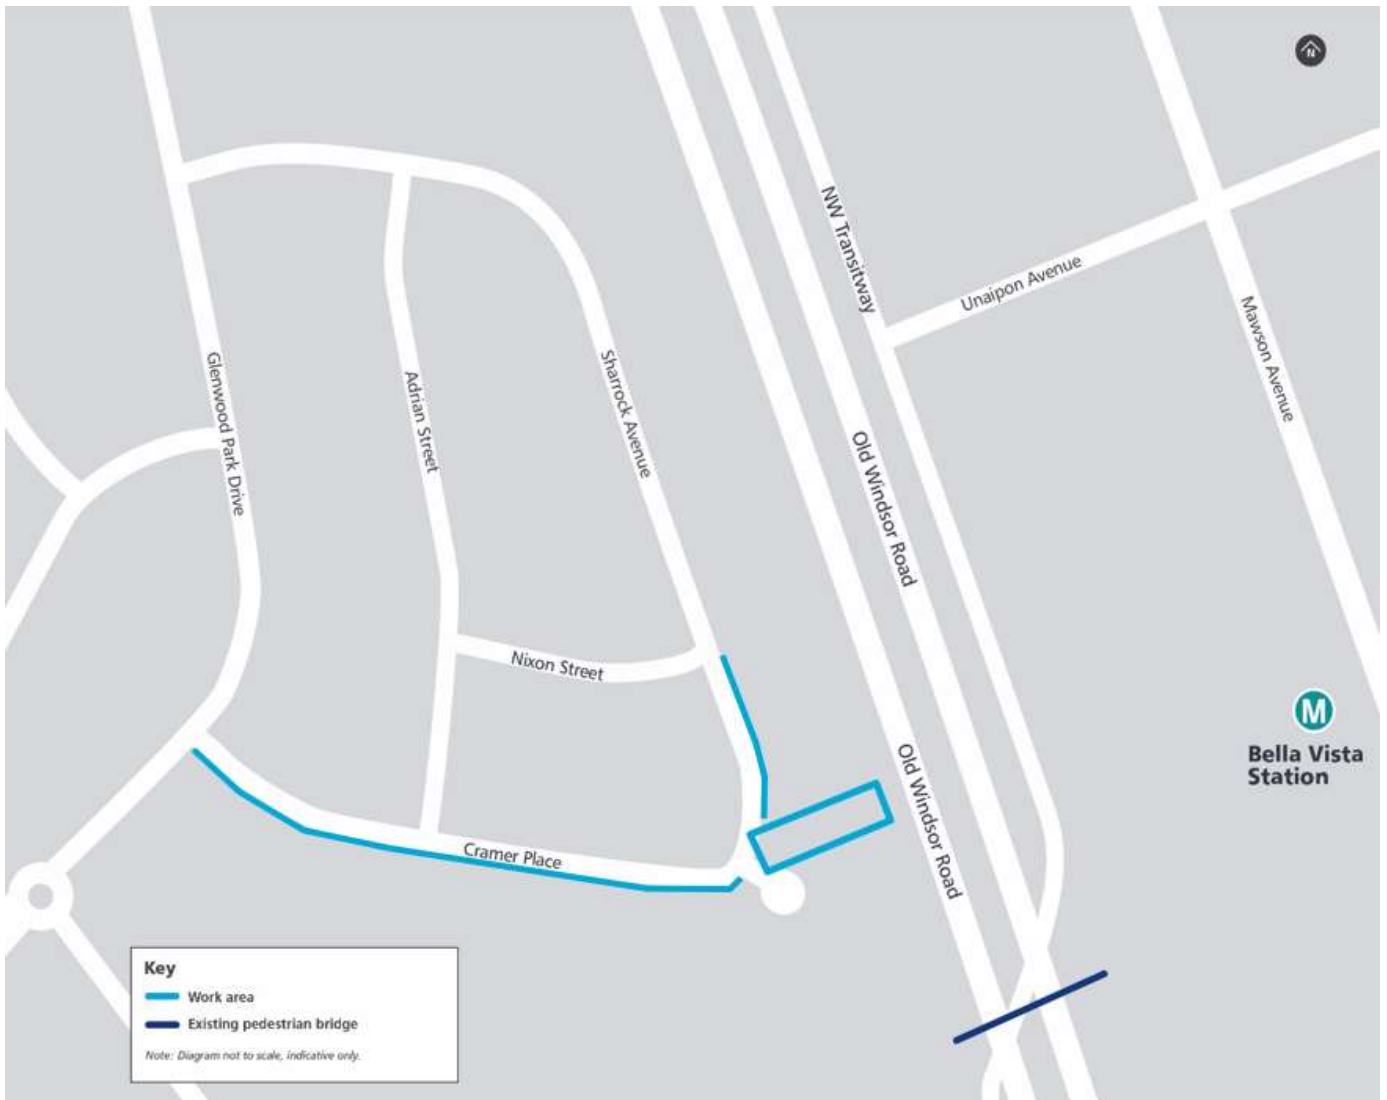 N
NW Transitway
Unaipon Avenue
Mawson Avenue
Glenwood Park Drive
Adrian Street
Sharrock Avenue
Old Windsor Road
Nixon Street
M
Bella Vista
Station
Old Windsor Road
Cramer Place
Key
Work area
Existing pedestrian bridge
Note: Diagram not to scale, indicative only.